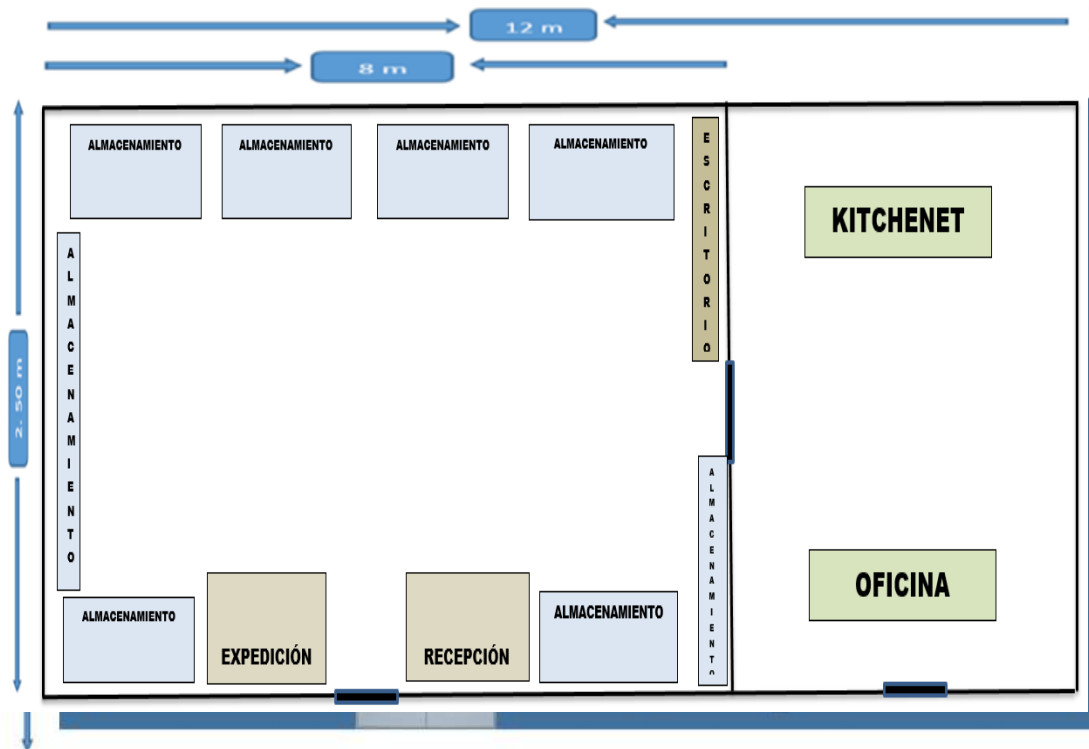 12 m
8 m
ALMACENAMIENTO
ALMACENAMIENTO
ALMACENAMIENTO
ALMACENAMIENTO
ESCRITORIO
KITCHENET
ALMACENAMIENTO
2. 50 m
ALMACENAMIENTO
OFICINA
ALMACENAMIENTO
EXPEDICIÓN
RECEPCIÓN
ALMACENAMIENTO